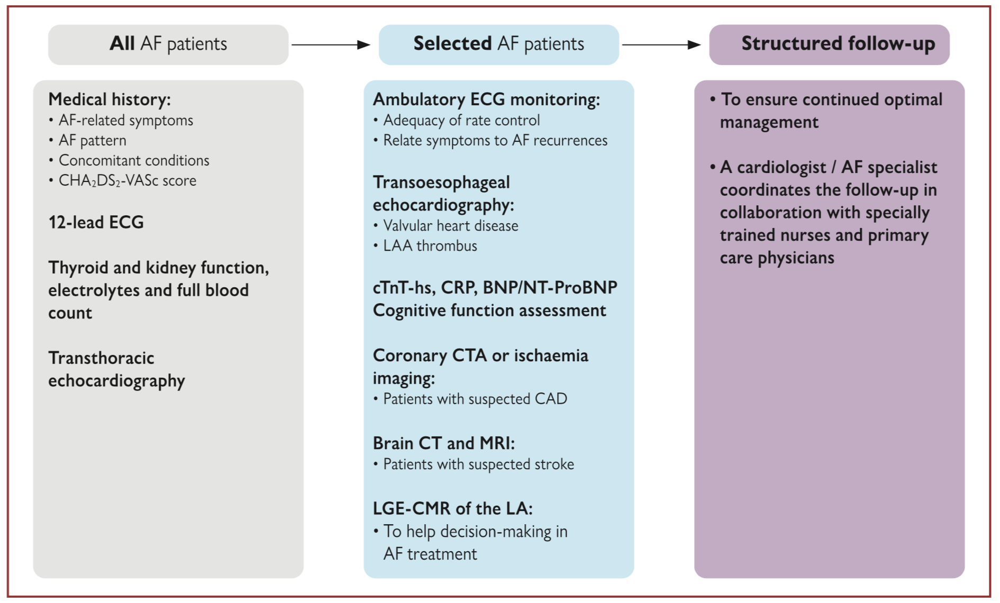 All AF patients
Selected AF patients
Structured follow-up
Medical history:
• AF-related symptoms
• AF pattern
• Concomitant conditions
• CHA₂DS₂-VASc score
12-lead ECG
Thyroid and kidney function,
electrolytes and full blood
count
Transthoracic
echocardiography
Ambulatory ECG monitoring:
• Adequacy of rate control
• Relate symptoms to AF recurrences
Transoesophageal
echocardiography:
• Valvular heart disease
• LAA thrombus
cTnT-hs, CRP, BNP/NT-ProBNP
Cognitive function assessment
Coronary CTA or ischaemia
imaging:
• Patients with suspected CAD
Brain CT and MRI:
• Patients with suspected stroke
LGE-CMR of the LA:
• To help decision-making in
AF treatment
• To ensure continued optimal
management
• A cardiologist / AF specialist
coordinates the follow-up in
collaboration with specially
trained nurses and primary
care physicians